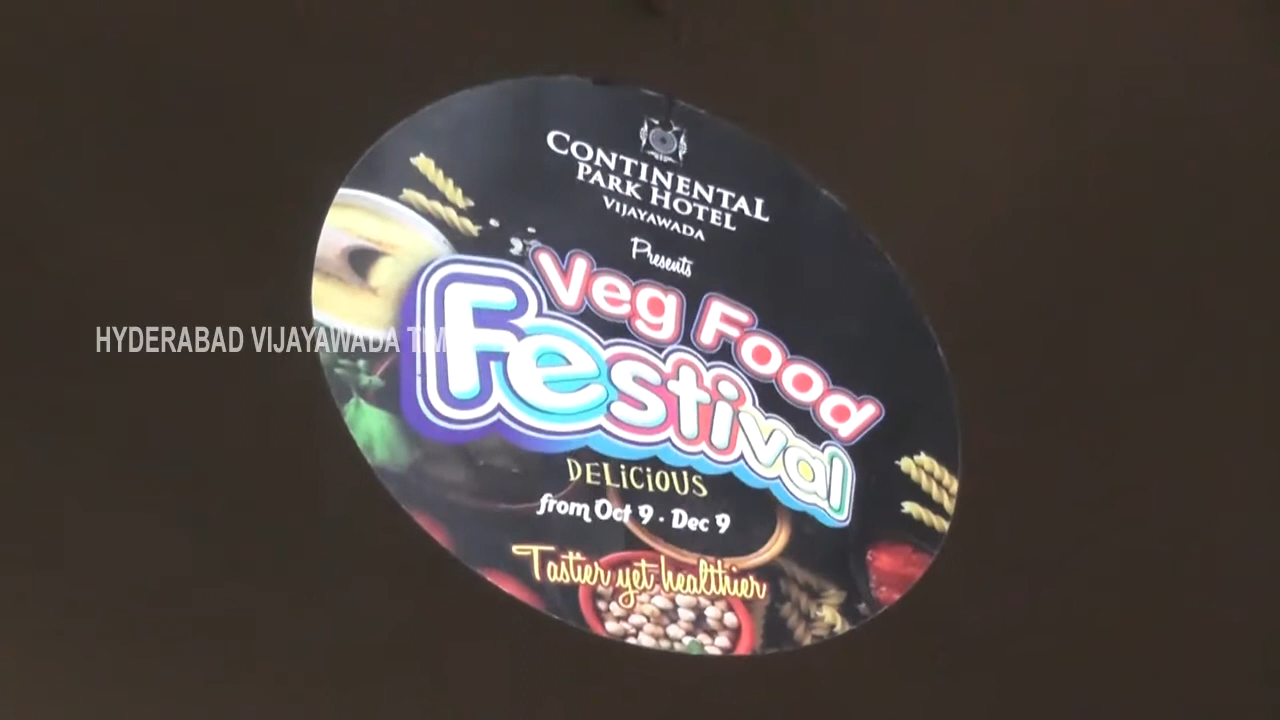 CONTINENTAL
PARK HOTEL
VIJAYAWADA
Presents
Veg Food
Festival
DELiCiOUS
from Oct 9 - Dec 9
Tastier yet healthier
HYDERABAD VIJAYAWADA